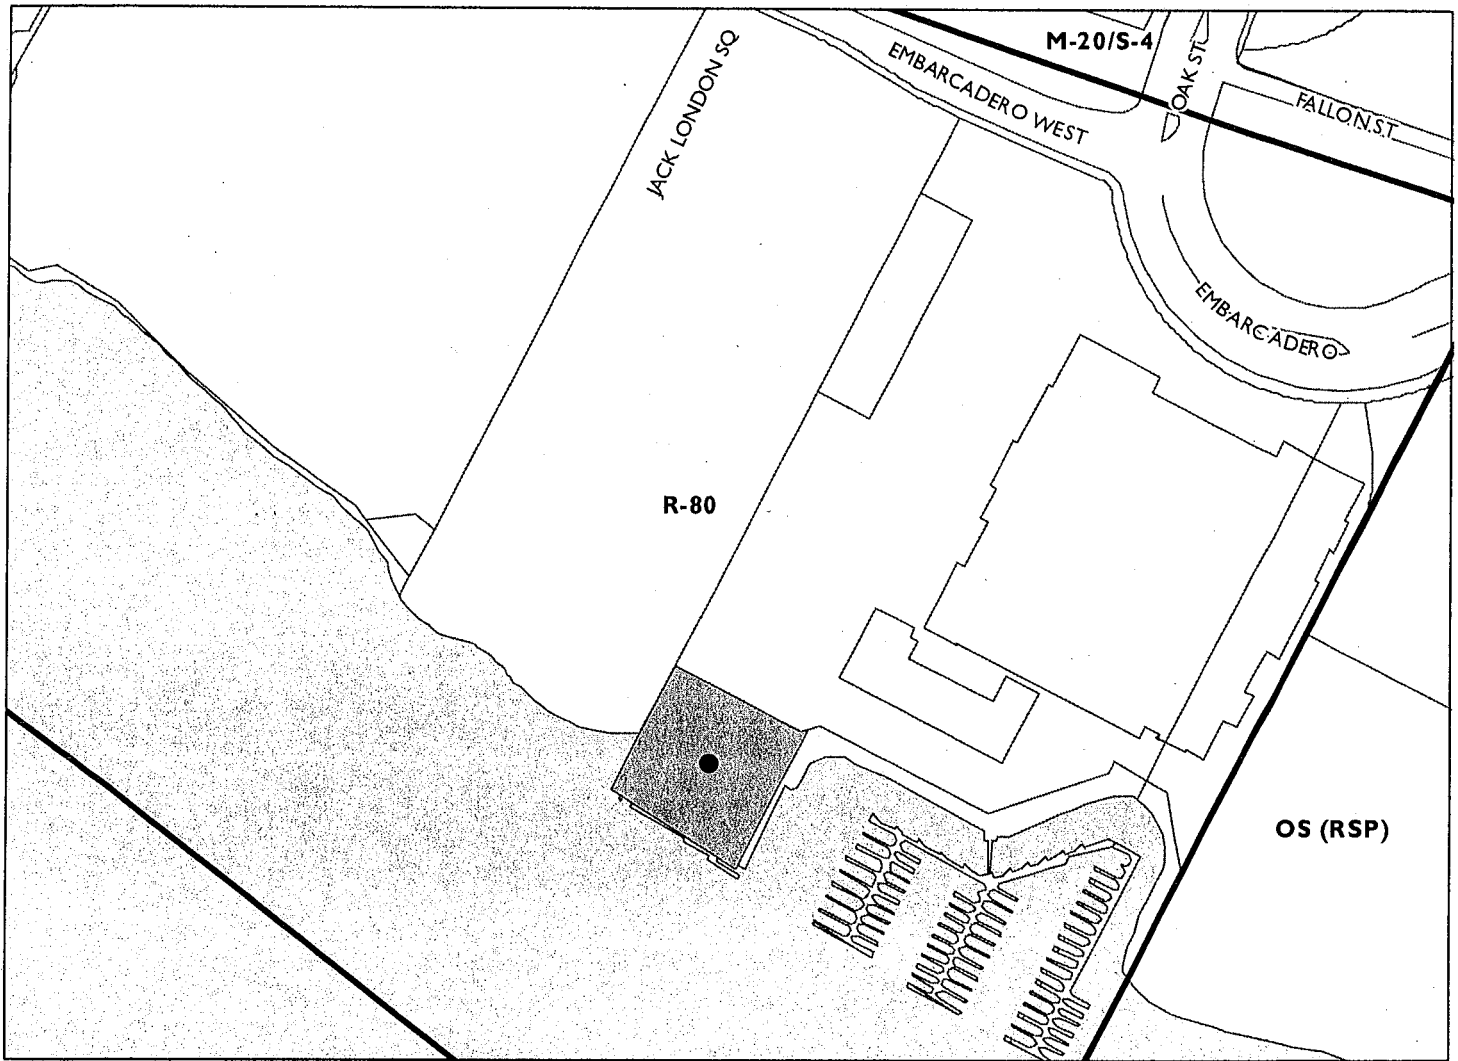 M-20/S-4
EMBARCADERO WEST
OAK ST
FALLON ST
JACK LONDON SQ
EMBARCADERO
R-80
OS (RSP)